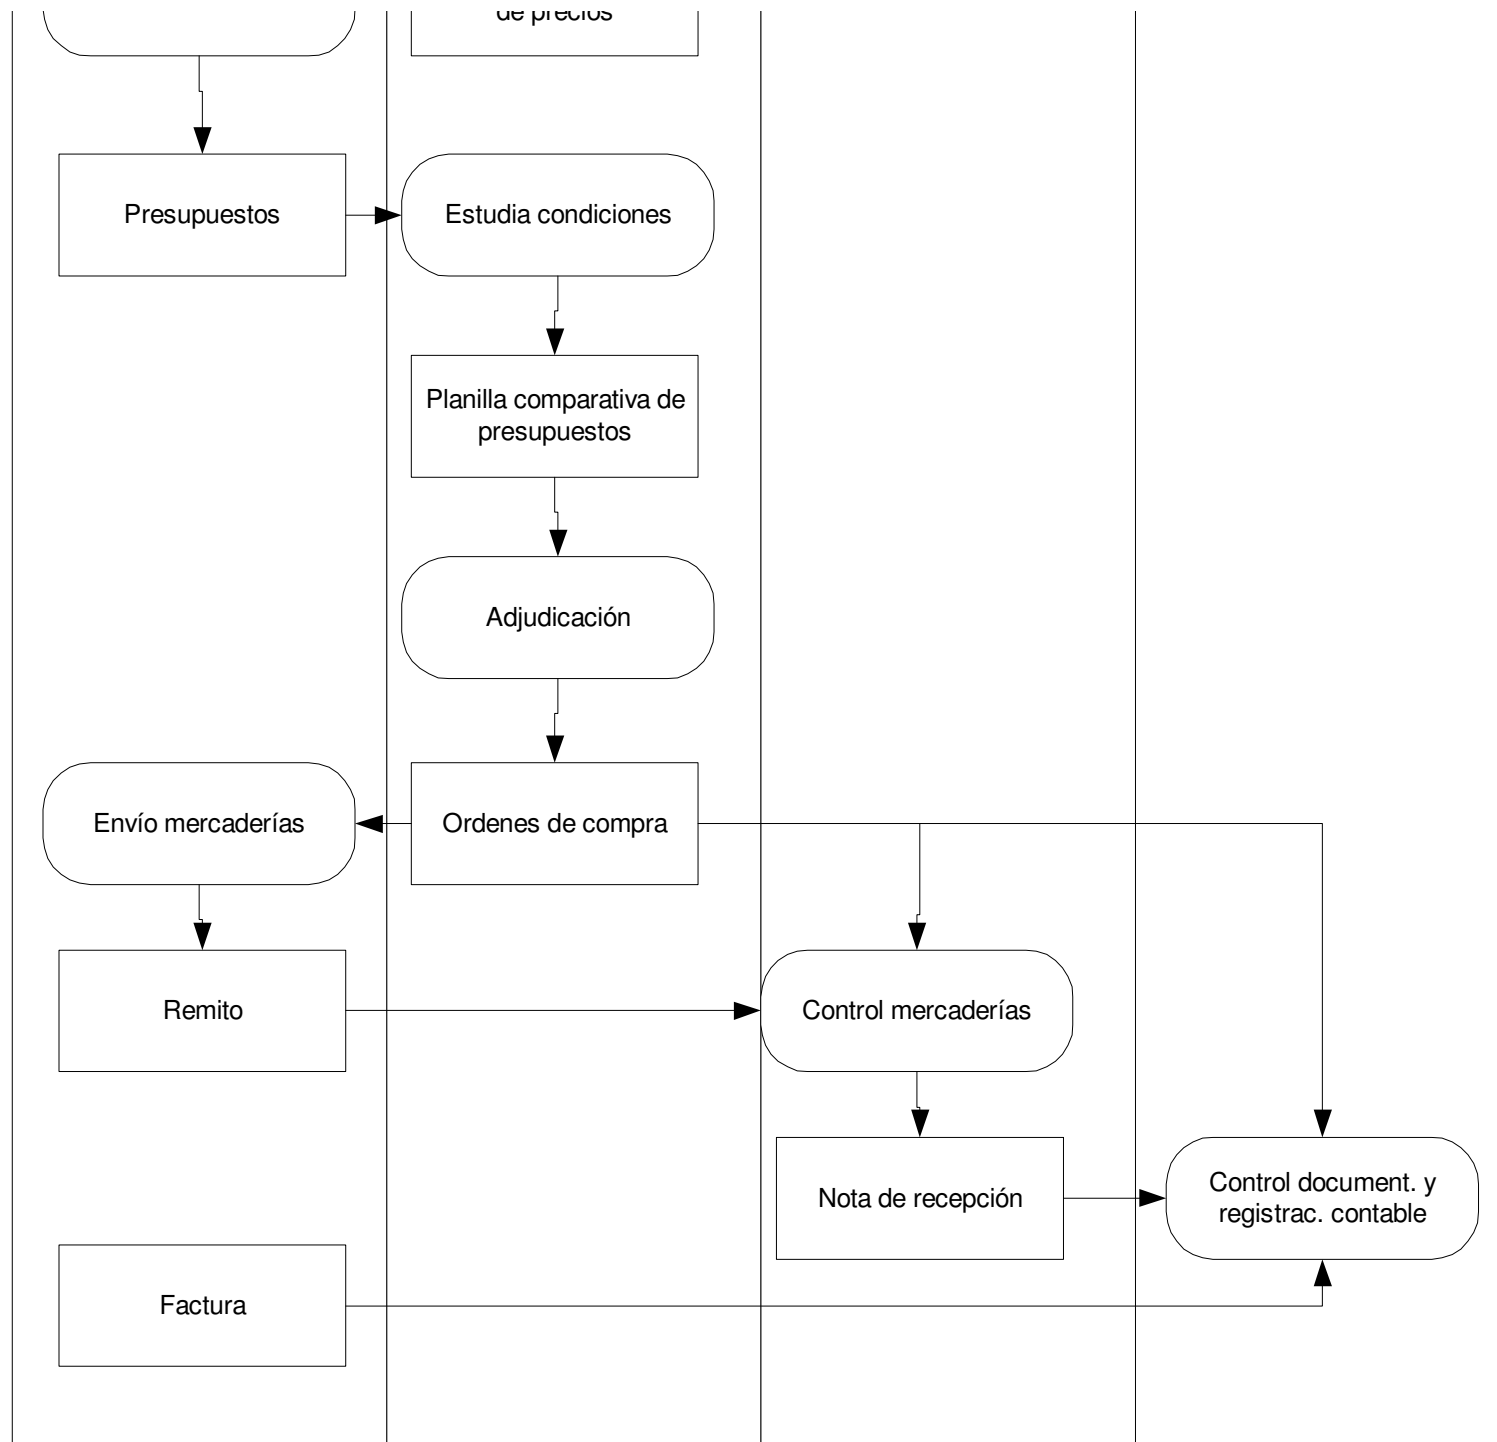 de precios
Presupuestos
Estudia condiciones
Planilla comparativa de
presupuestos
Adjudicación
Envío mercaderías
Ordenes de compra
Remito
Control mercaderías
Nota de recepción
Control document. y
registrac. contable
Factura